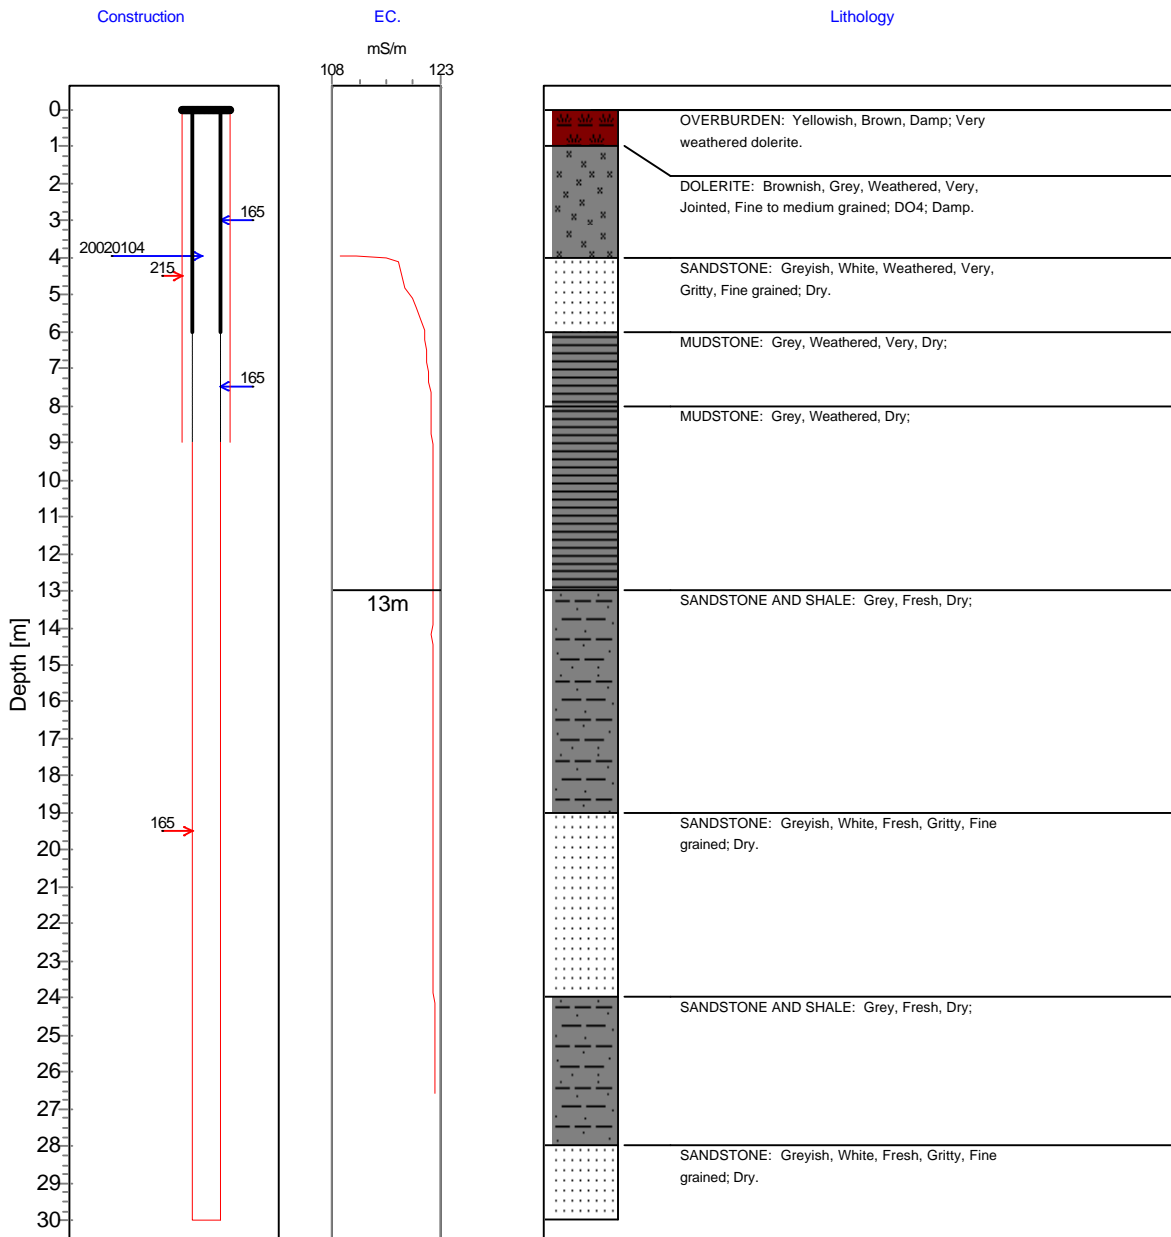 Construction
EC.
Lithology
mS/m
108
123
Depth [m]
0
1
2
3
4
5
6
7
8
9
10
11
12
13
14
15
16
17
18
19
20
21
22
23
24
25
26
27
28
29
30
165
20020104
215
165
165
13m
OVERBURDEN: Yellowish, Brown, Damp; Very
weathered dolerite.
DOLERITE: Brownish, Grey, Weathered, Very,
Jointed, Fine to medium grained; DO4; Damp.
SANDSTONE: Greyish, White, Weathered, Very,
Gritty, Fine grained; Dry.
MUDSTONE: Grey, Weathered, Very, Dry;
MUDSTONE: Grey, Weathered, Dry;
SANDSTONE AND SHALE: Grey, Fresh, Dry;
SANDSTONE: Greyish, White, Fresh, Gritty, Fine
grained; Dry.
SANDSTONE AND SHALE: Grey, Fresh, Dry;
SANDSTONE: Greyish, White, Fresh, Gritty, Fine
grained; Dry.